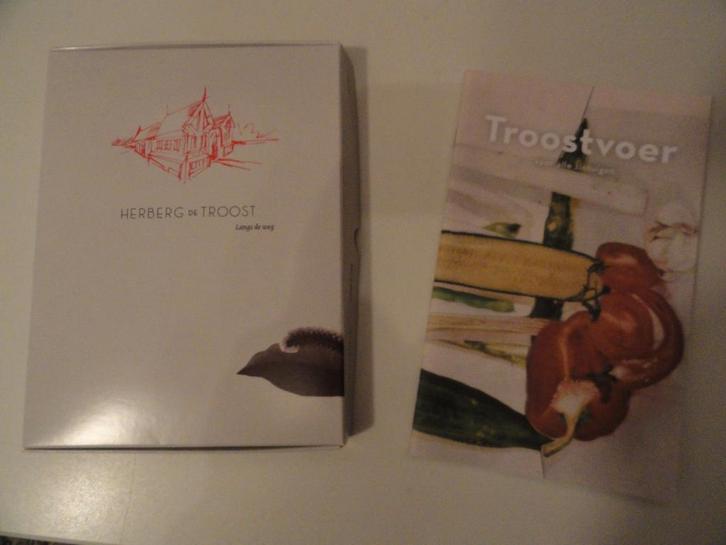 HERBERG DE TROOST
Langs de weg
Troostvoer